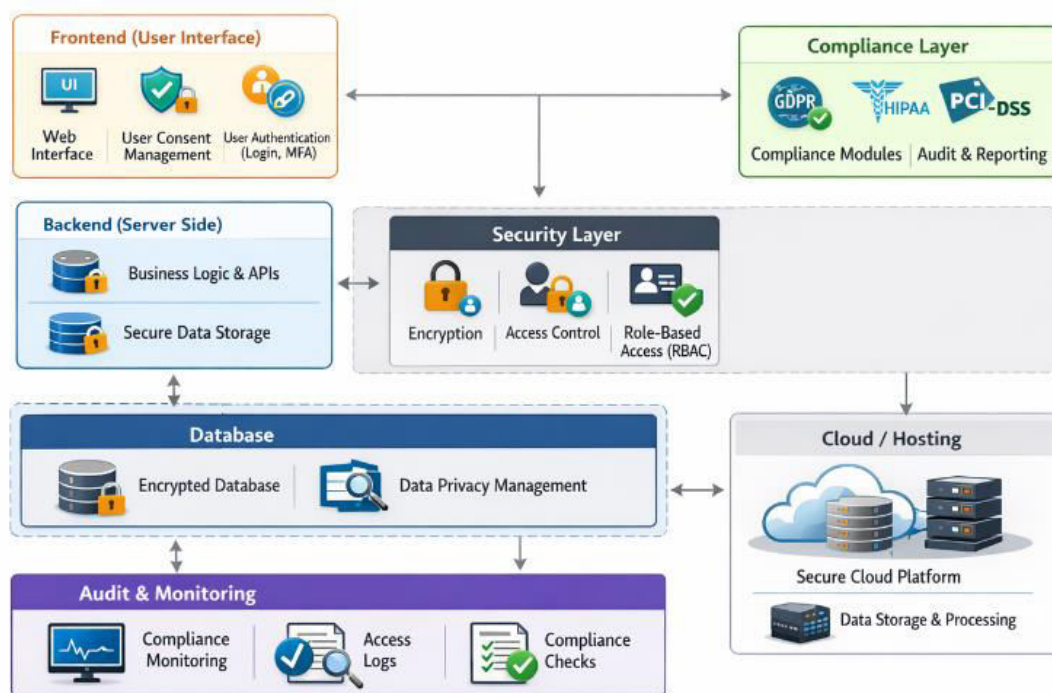 Frontend (User Interface)
UI
Web
Interface
User Consent
Management
User Authentication
(Login, MFA)
Compliance Layer
GDPR
HIPAA
PCI-DSS
Compliance Modules
Audit & Reporting
Backend (Server Side)
Business Logic & APIs
Secure Data Storage
Security Layer
Encryption
Access Control
Role-Based
Access (RBAC)
Database
Encrypted Database
Data Privacy Management
Cloud / Hosting
Secure Cloud Platform
Data Storage & Processing
Audit & Monitoring
Compliance
Monitoring
Access
Logs
Compliance
Checks